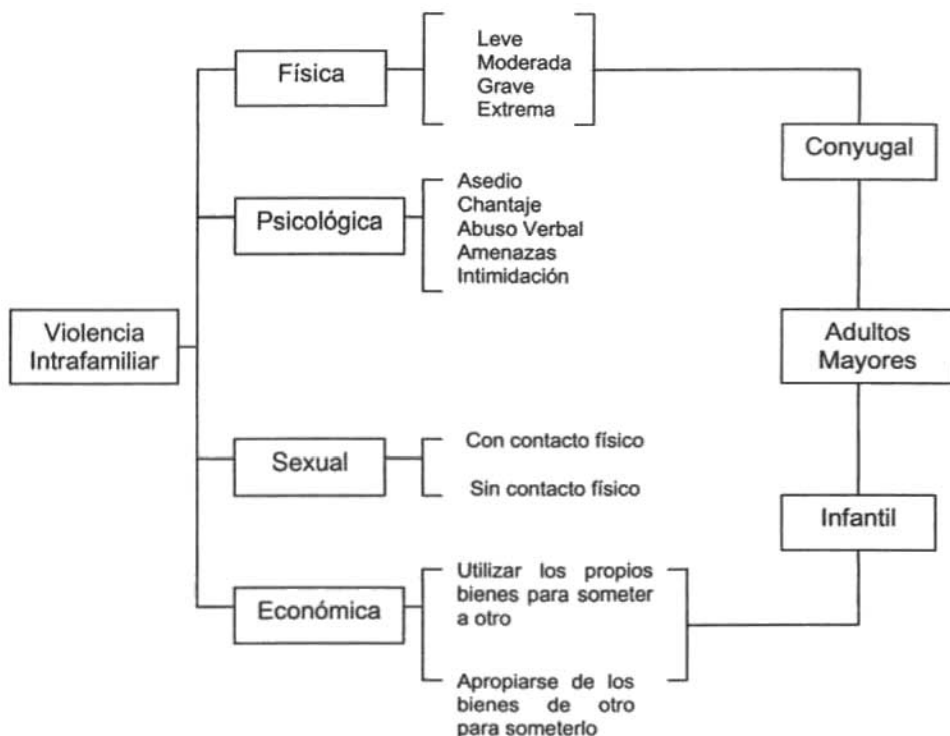 Violencia
Intrafamiliar
Física
Leve
Moderada
Grave
Extrema
Psicológica
Asedio
Chantaje
Abuso Verbal
Amenazas
Intimidación
Sexual
Con contacto físico
Sin contacto físico
Económica
Utilizar los propios
bienes para someter
a otro
Apropiarse de los
bienes de otro
para someterlo
Conyugal
Adultos
Mayores
Infantil